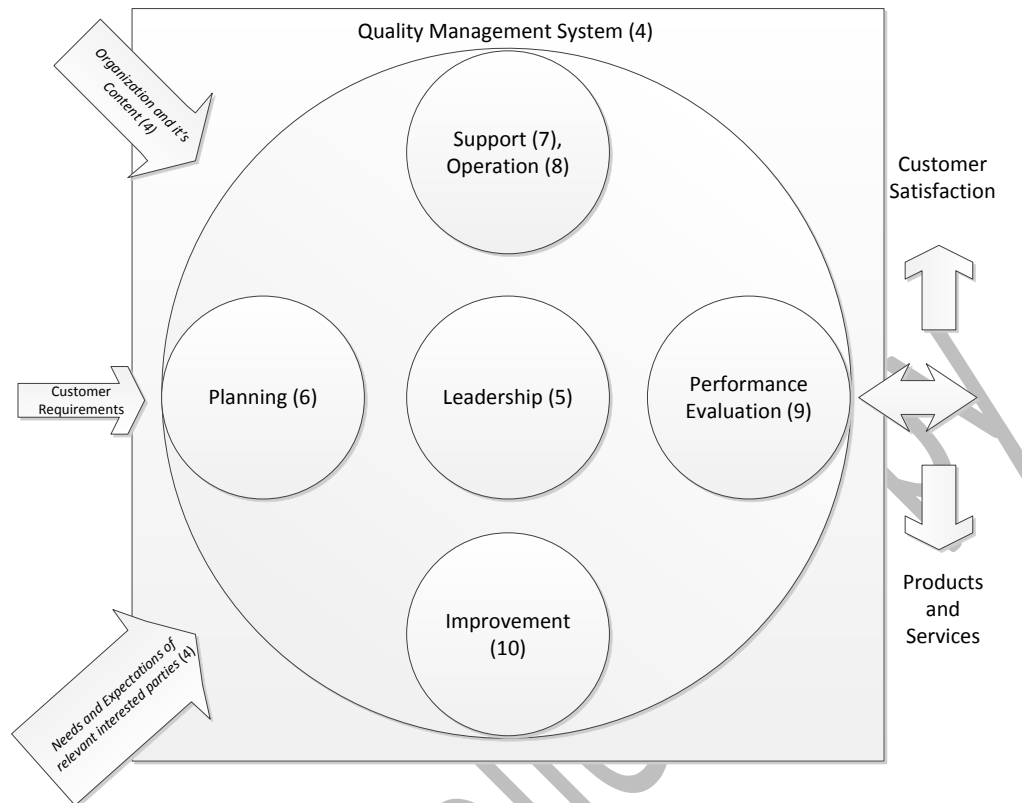 Quality Management System (4)
Organization and it's
Content (4)
Support (7),
Operation (8)
Customer
Satisfaction
Customer
Requirements
Planning (6)
Leadership (5)
Performance
Evaluation (9)
Improvement
(10)
Products
and
Services
Needs and Expectations of
relevant interested parties (4)